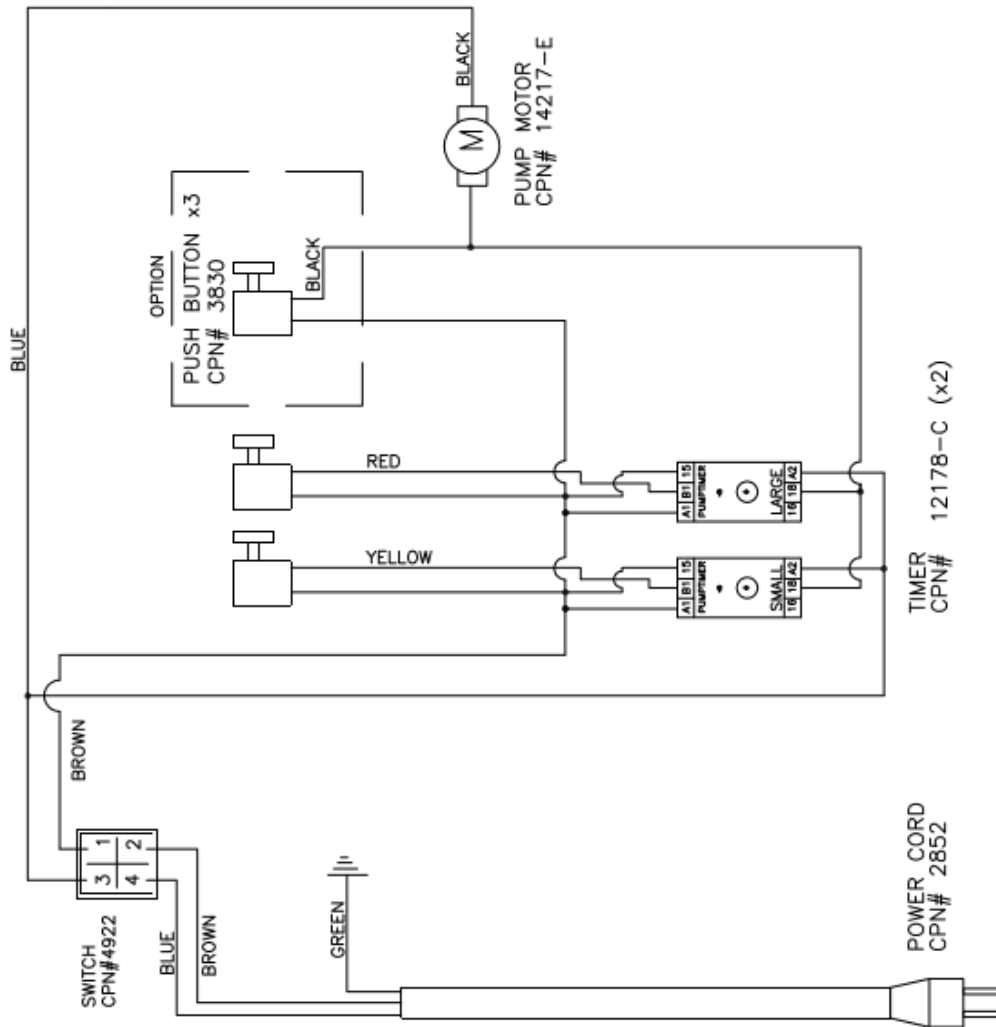 BLUE
BLACK
PUMP MOTOR
CPN# 14217-E
M
OPTION
PUSH BUTTON x3
CPN# 3830
BLACK
RED
YELLOW
A1 B1 15
PUMPTIMER
LARGE
16 18 A2
A1 B1 15
PUMPTIMER
SMALL
16 18 A2
TIMER
CPN# 12178-C (x2)
BROWN
SWITCH
CPN#4922
3 1
4 2
BLUE
BROWN
GREEN
POWER CORD
CPN# 2852